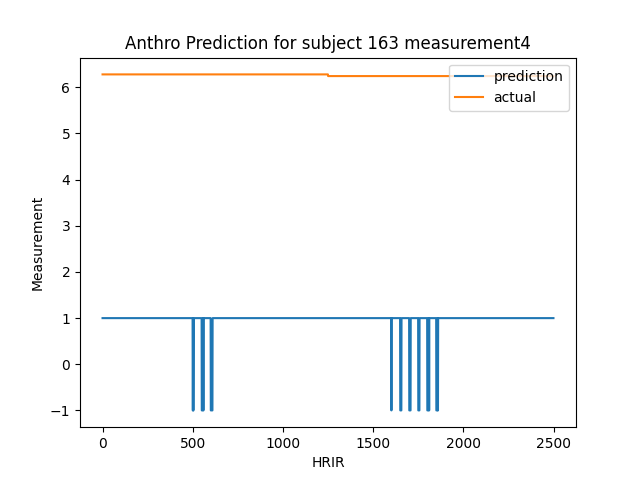 Anthro Prediction for subject 163 measurement4
prediction
actual
Measurement
6
5
4
3
2
1
0
−1
0 500 1000 1500 2000 2500
HRIR